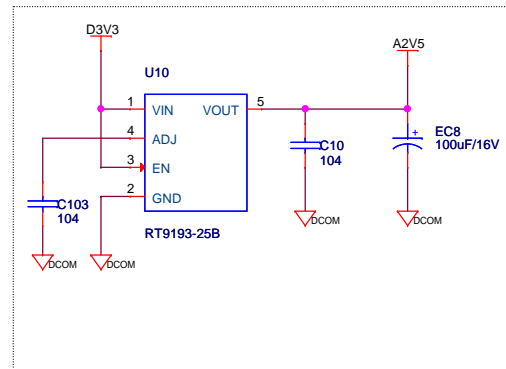 D3V3
A2V5
U10
1 VIN VOUT 5
4 ADJ
3 EN
2 GND
RT9193-25B
C103
104
C10
104
+
EC8
100uF/16V
DCOM
DCOM
DCOM
DCOM